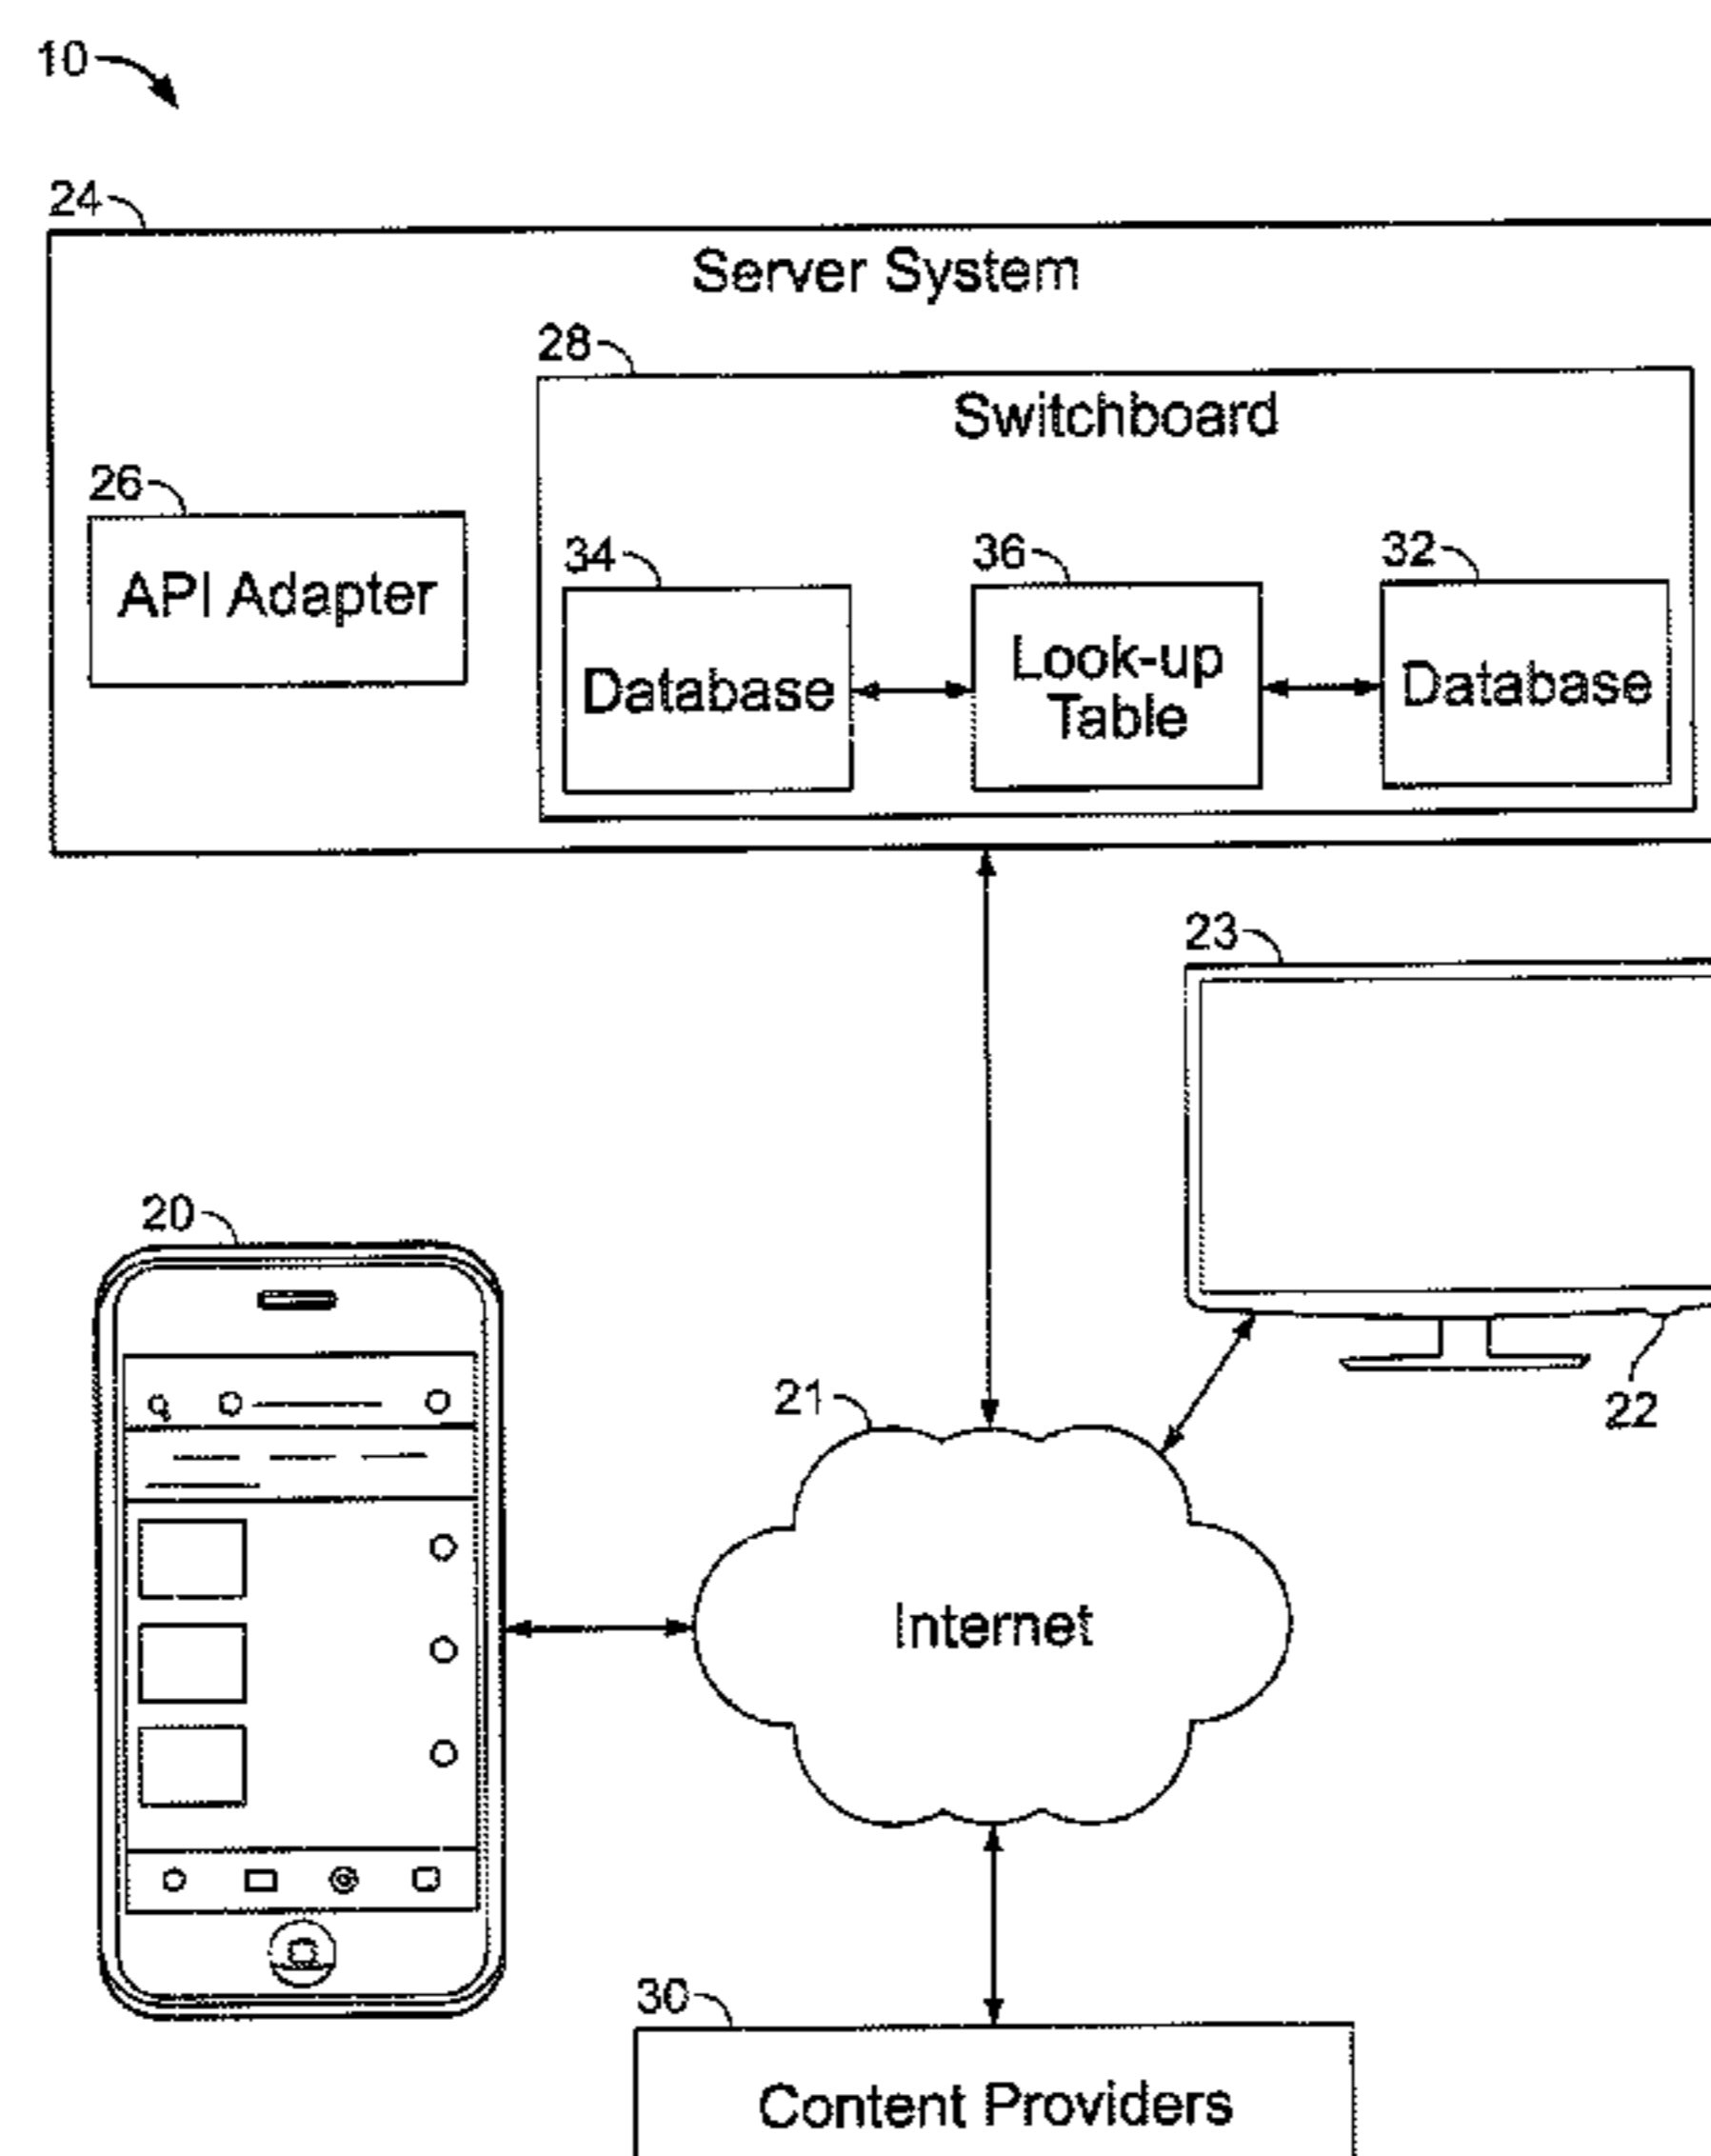 10
24
Server System
28
Switchboard
26
API Adapter
34
Database
36
Look-up
Table
32
Database
23
22
20
21
Internet
30
Content Providers